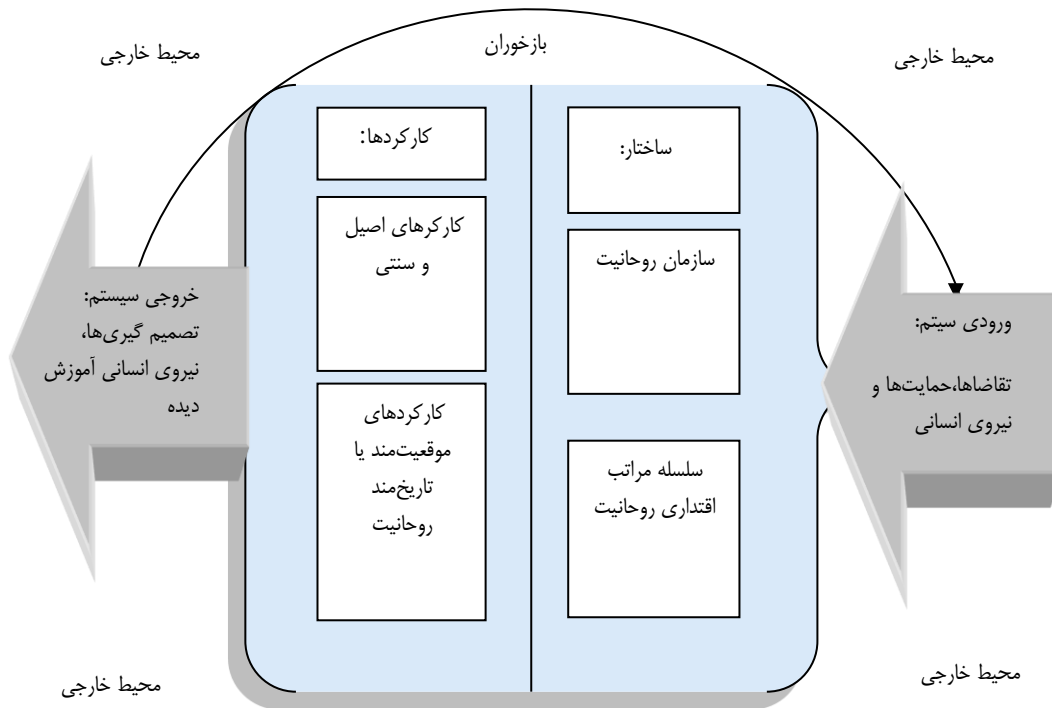 محیط خارجی
بازخوران
محیط خارجی
ورودی سیتم:
تقاضاها،حمایت‌ها و
نیروی انسانی
ساختار:
سازمان روحانیت
سلسله مراتب
اقتداری روحانیت
کارکردها:
کارکرهای اصیل
و سنتی
کارکردهای
موقعیت‌مند یا
تاریخ‌مند
روحانیت
خروجی سیستم:
تصمیم گیری‌ها،
نیروی انسانی آموزش
دیده
محیط خارجی
محیط خارجی